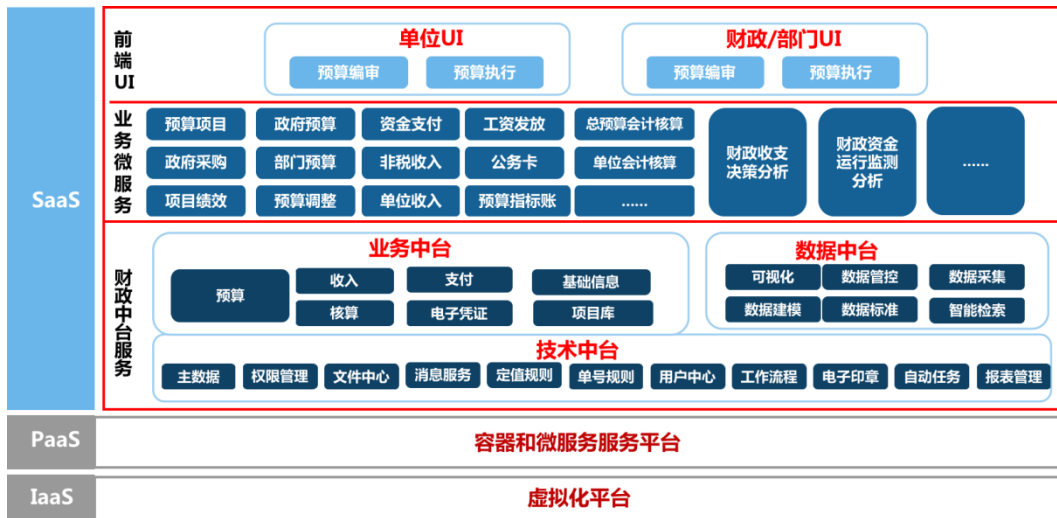 SaaS
前端UI
单位UI
预算编审 预算执行
财政/部门UI
预算编审 预算执行
业务微服务
预算项目 政府预算 资金支付 工资发放 总预算会计核算
政府采购 部门预算 非税收入 公务卡 单位会计核算
项目绩效 预算调整 单位收入 预算指标账 ......
财政收支
决策分析
财政资金
运行监测
分析
......
财政中台服务
业务中台
预算
收入 支付 基础信息
核算 电子凭证 项目库
数据中台
可视化 数据管控 数据采集
数据建模 数据标准 智能检索
技术中台
主数据 权限管理 文件中心 消息服务 定值规则 单号规则 用户中心 工作流程 电子印章 自动任务 报表管理
PaaS
容器和微服务服务平台
IaaS
虚拟化平台